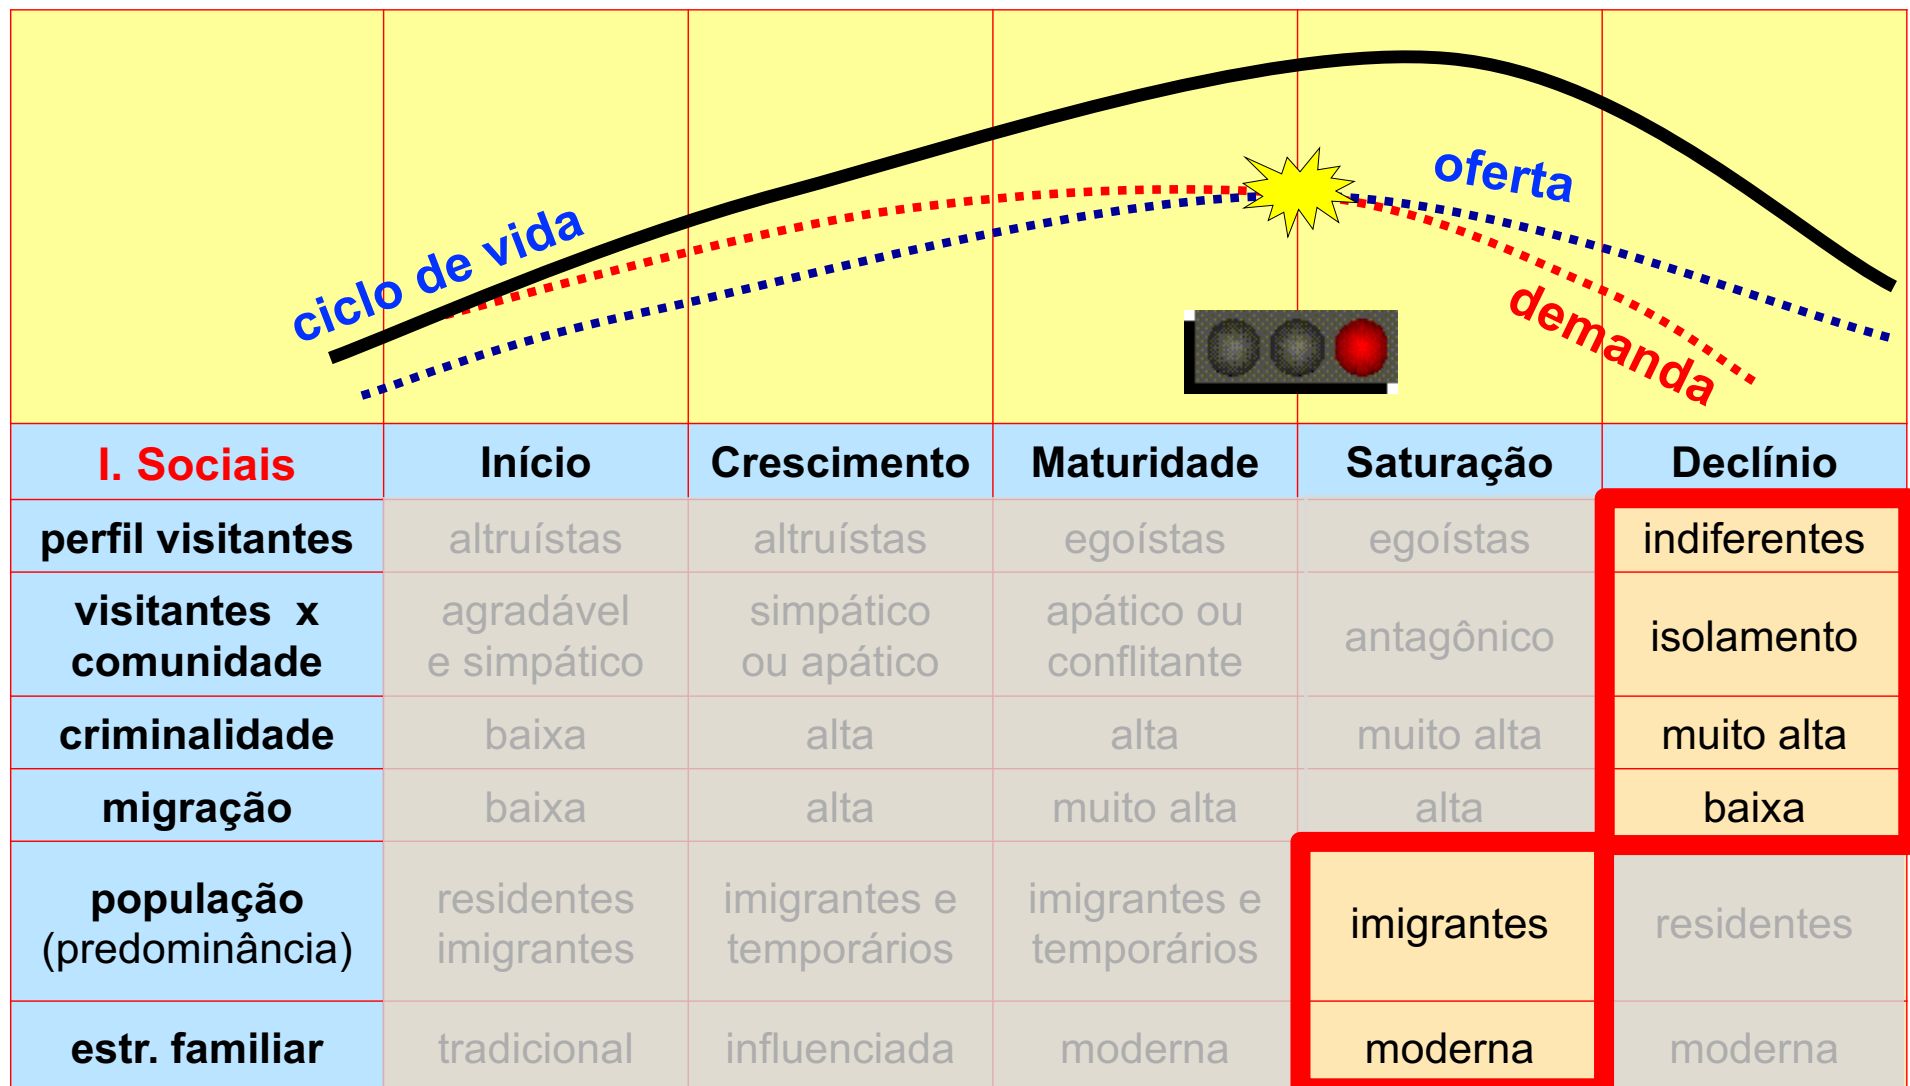 ciclo de vida
oferta
demanda
I. Sociais Início Crescimento Maturidade Saturação Declínio
perfil visitantes altruístas altruístas egoístas egoístas indiferentes
visitantes x comunidade agradável e simpático simpático ou apático apático ou conflitante antagônico isolamento
criminalidade baixa alta alta muito alta muito alta
migração baixa alta muito alta alta baixa
população (predominância) residentes imigrantes imigrantes e temporários imigrantes e temporários imigrantes residentes
estr. familiar tradicional influenciada moderna moderna moderna